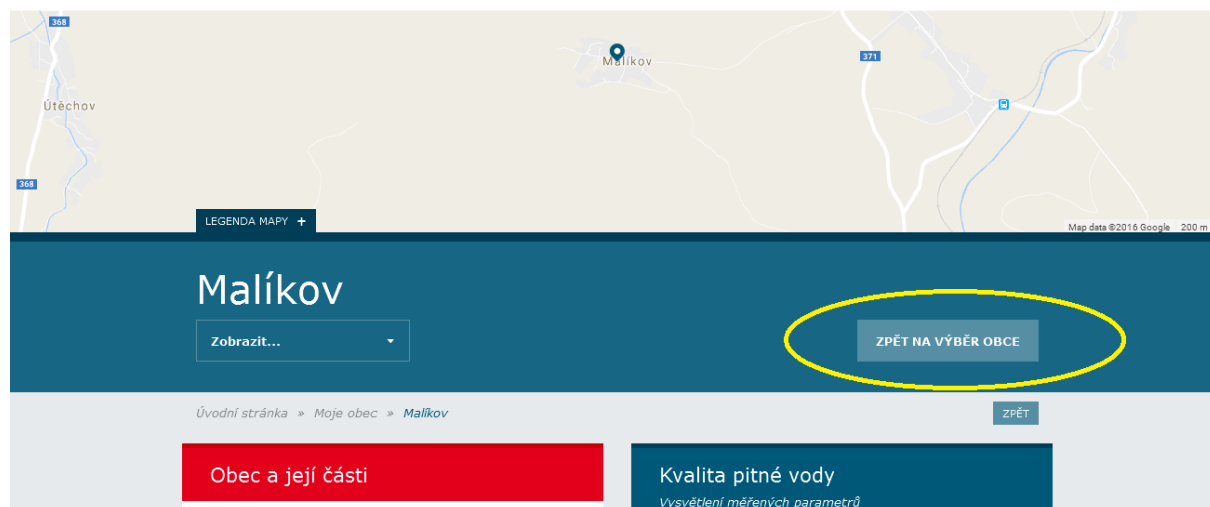 368
Malíkov
371
Útěchov
368
LEGENDA MAPY +
Map data ©2016 Google 200 m
Malíkov
Zobrazit...
ZPĚT NA VÝBĚR OBCE
Úvodní stránka » Moje obec » Malíkov
ZPĚT
Obec a její části
Kvalita pitné vody
Vysvětlení měřených parametrů